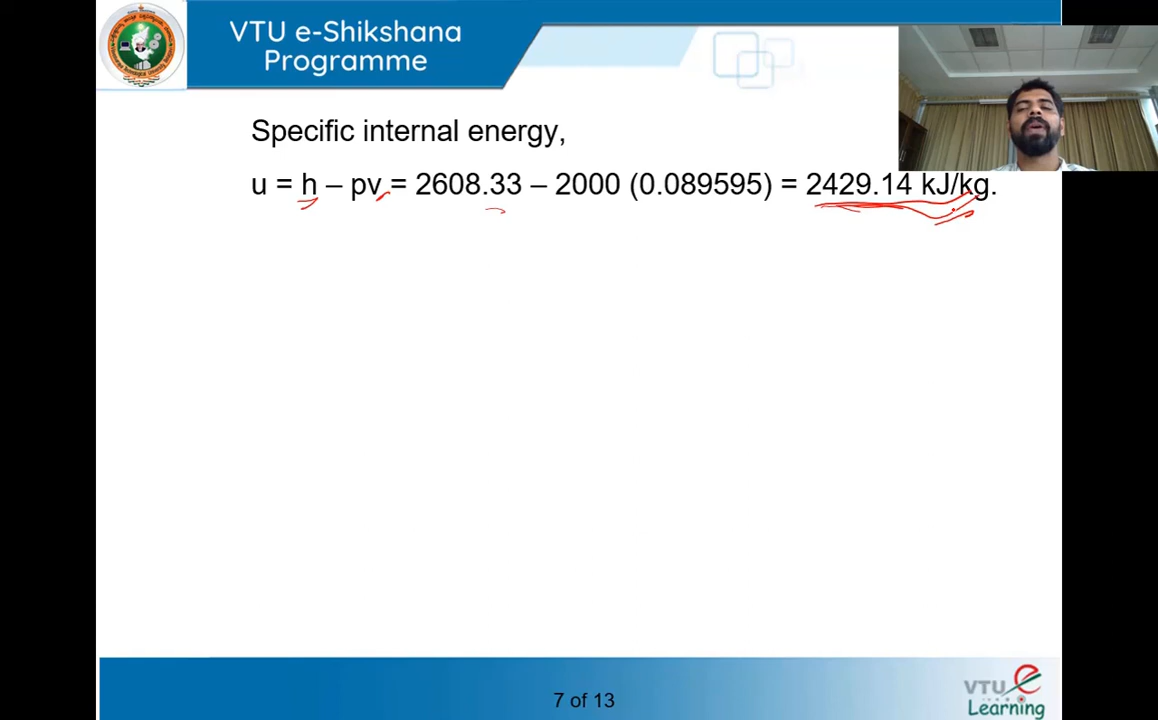 VTU e-Shikshana
Programme
Specific internal energy,
u = h – pv = 2608.33 – 2000 (0.089595) = 2429.14 kJ/kg.
7 of 13
VTU
Learning